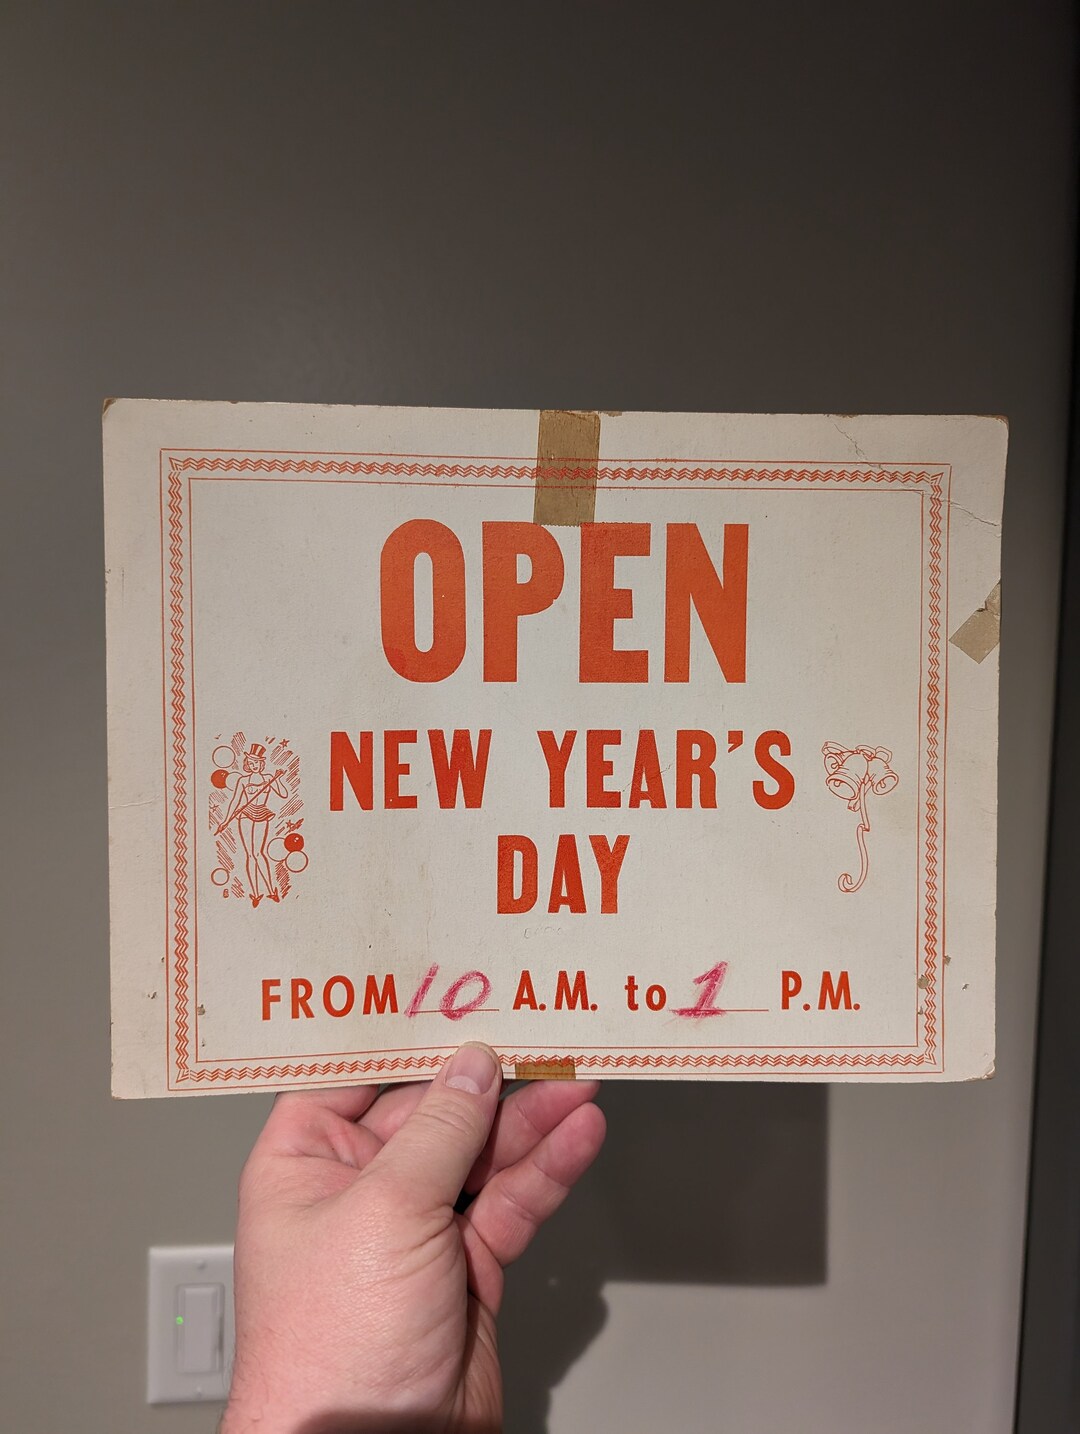 OPEN
NEW YEAR'S
DAY
FROM 10 A.M. to 1 P.M.